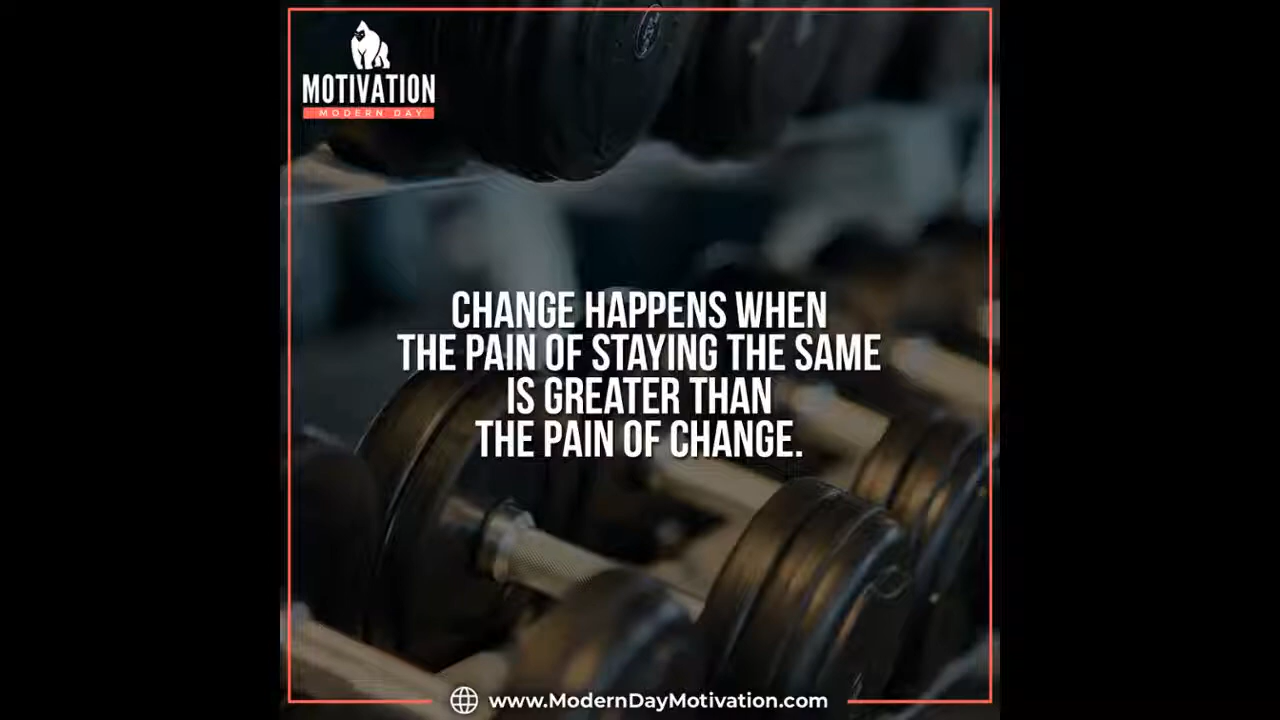 MOTIVATION
MODERN DAY
CHANGE HAPPENS WHEN
THE PAIN OF STAYING THE SAME
IS GREATER THAN
THE PAIN OF CHANGE.
www.ModernDayMotivation.com